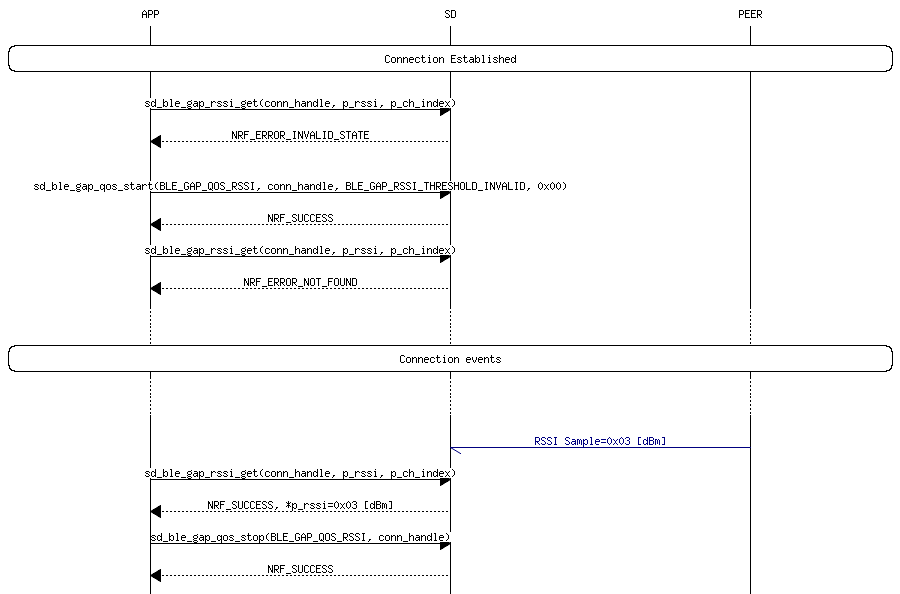 APP SD PEER
Connection Established
sd_ble_gap_rssi_get(conn_handle, p_rssi, p_ch_index)
NRF_ERROR_INVALID_STATE
sd_ble_gap_qos_start(BLE_GAP_QOS_RSSI, conn_handle, BLE_GAP_RSSI_THRESHOLD_INVALID, 0x00)
NRF_SUCCESS
sd_ble_gap_rssi_get(conn_handle, p_rssi, p_ch_index)
NRF_ERROR_NOT_FOUND
Connection events
RSSI Sample=0x03 [dBm]
sd_ble_gap_rssi_get(conn_handle, p_rssi, p_ch_index)
NRF_SUCCESS, *p_rssi=0x03 [dBm]
sd_ble_gap_qos_stop(BLE_GAP_QOS_RSSI, conn_handle)
NRF_SUCCESS